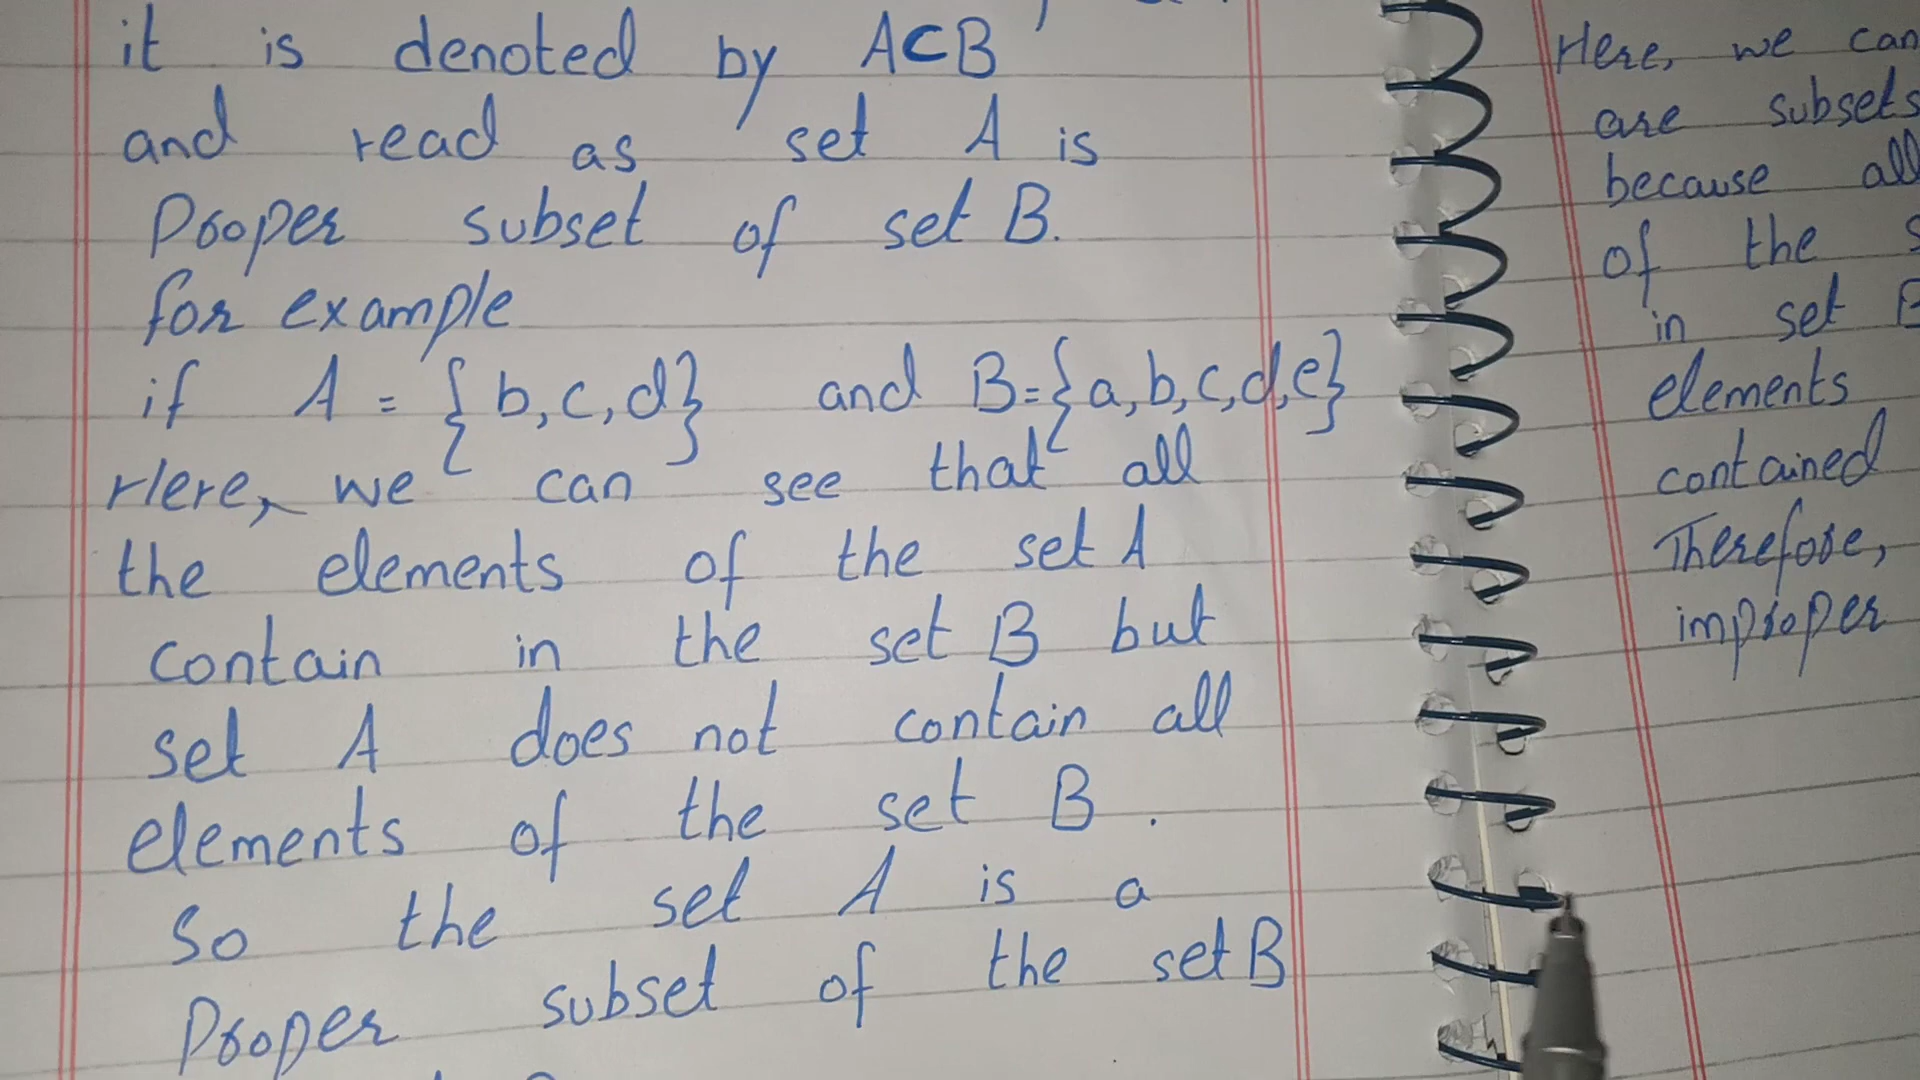 it is denoted by A⊂B
and read as set A is
Proper subset of set B.
for example
if A = {b, c, d} and B={a, b, c, d, e}
Here, we can see that all
the elements of the set A
contain in the set B but
set A does not contain all
elements of the set B.
So the set A is a
Proper subset of the set B
Here, we can
are subsets
because all
of the
in set
elements
contained
Therefore,
improper